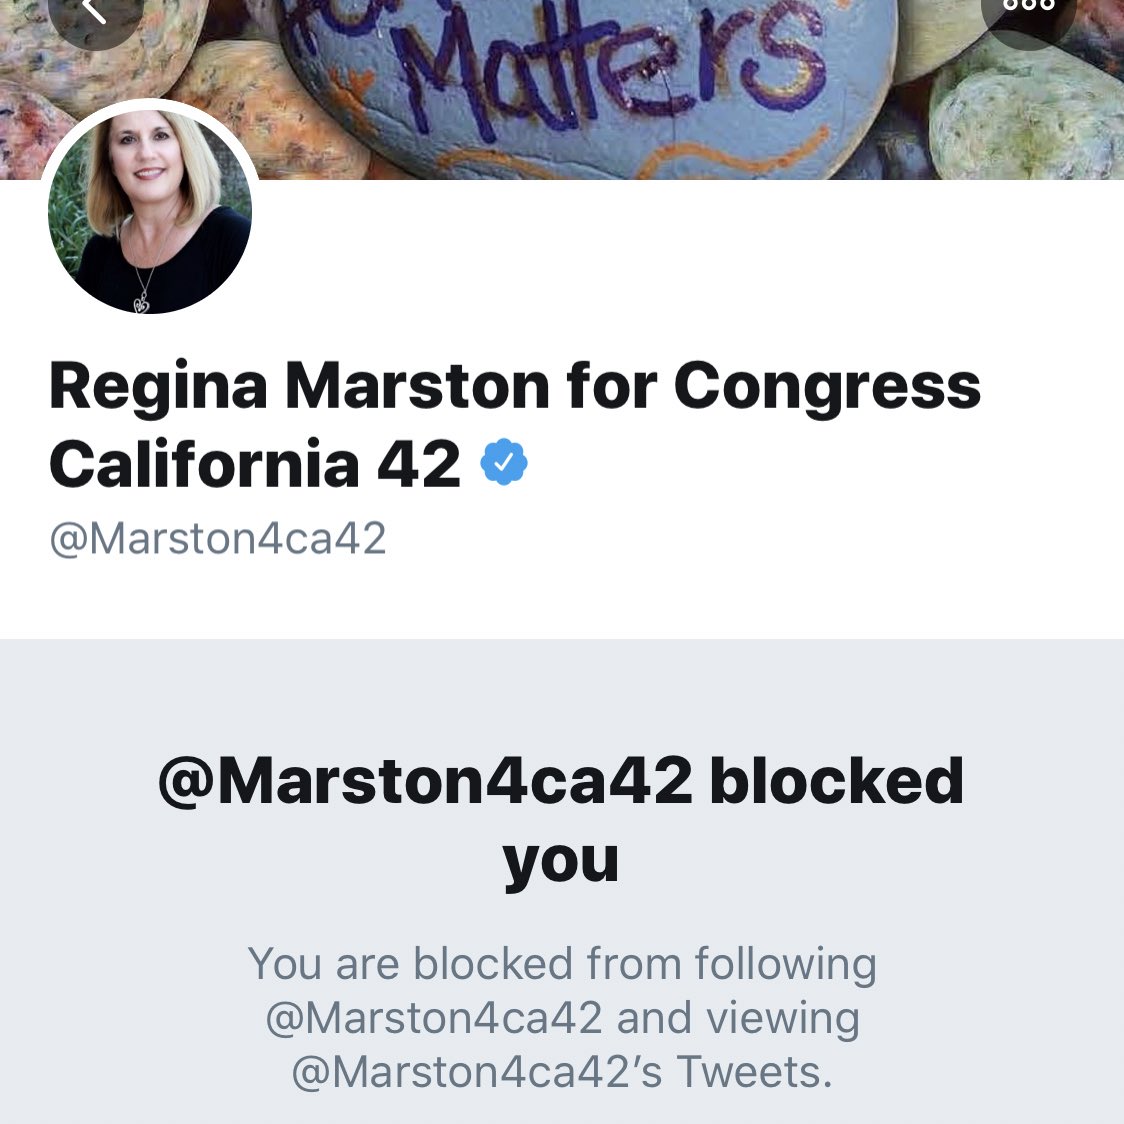 Matters
Regina Marston for Congress
California 42
@Marston4ca42
@Marston4ca42 blocked
you
You are blocked from following
@Marston4ca42 and viewing
@Marston4ca42’s Tweets.